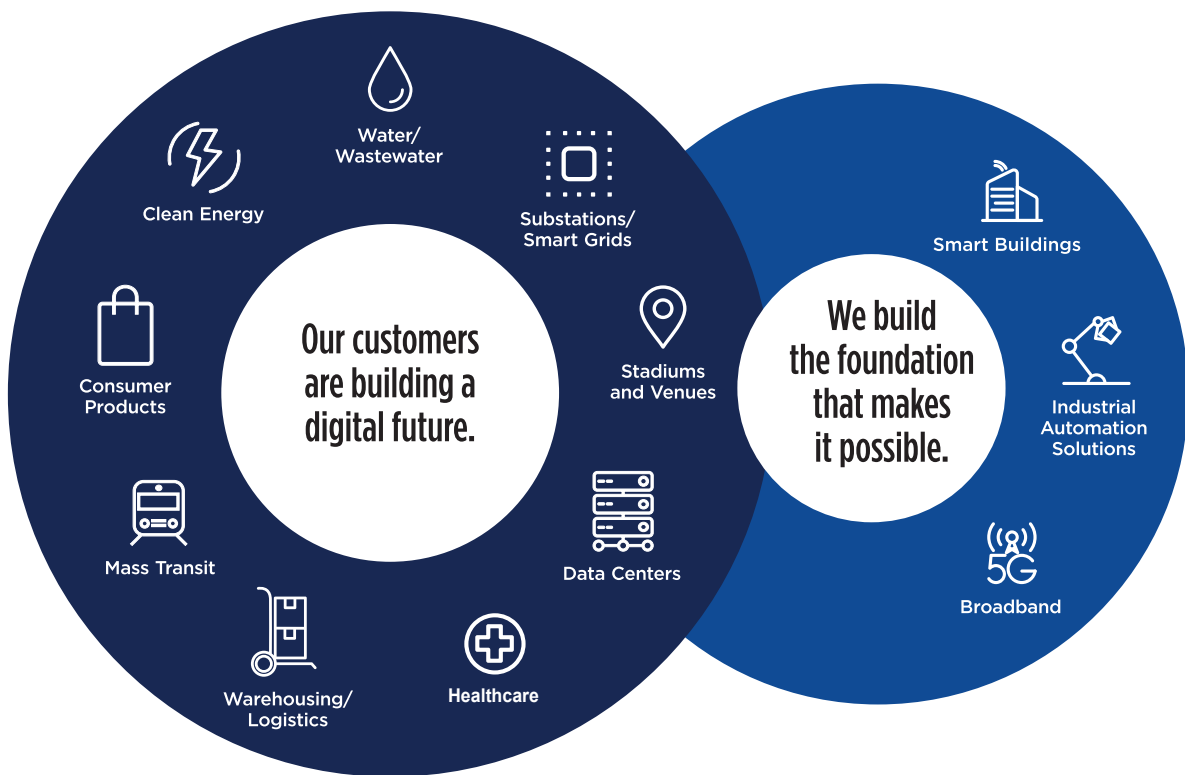 Water/
Wastewater
Clean Energy
Substations/
Smart Grids
Consumer
Products
Our customers
are building a
digital future.
Stadiums
and Venues
Mass Transit
Data Centers
Warehousing/
Logistics
Healthcare
We build
the foundation
that makes
it possible.
Smart Buildings
Industrial
Automation
Solutions
5G
Broadband